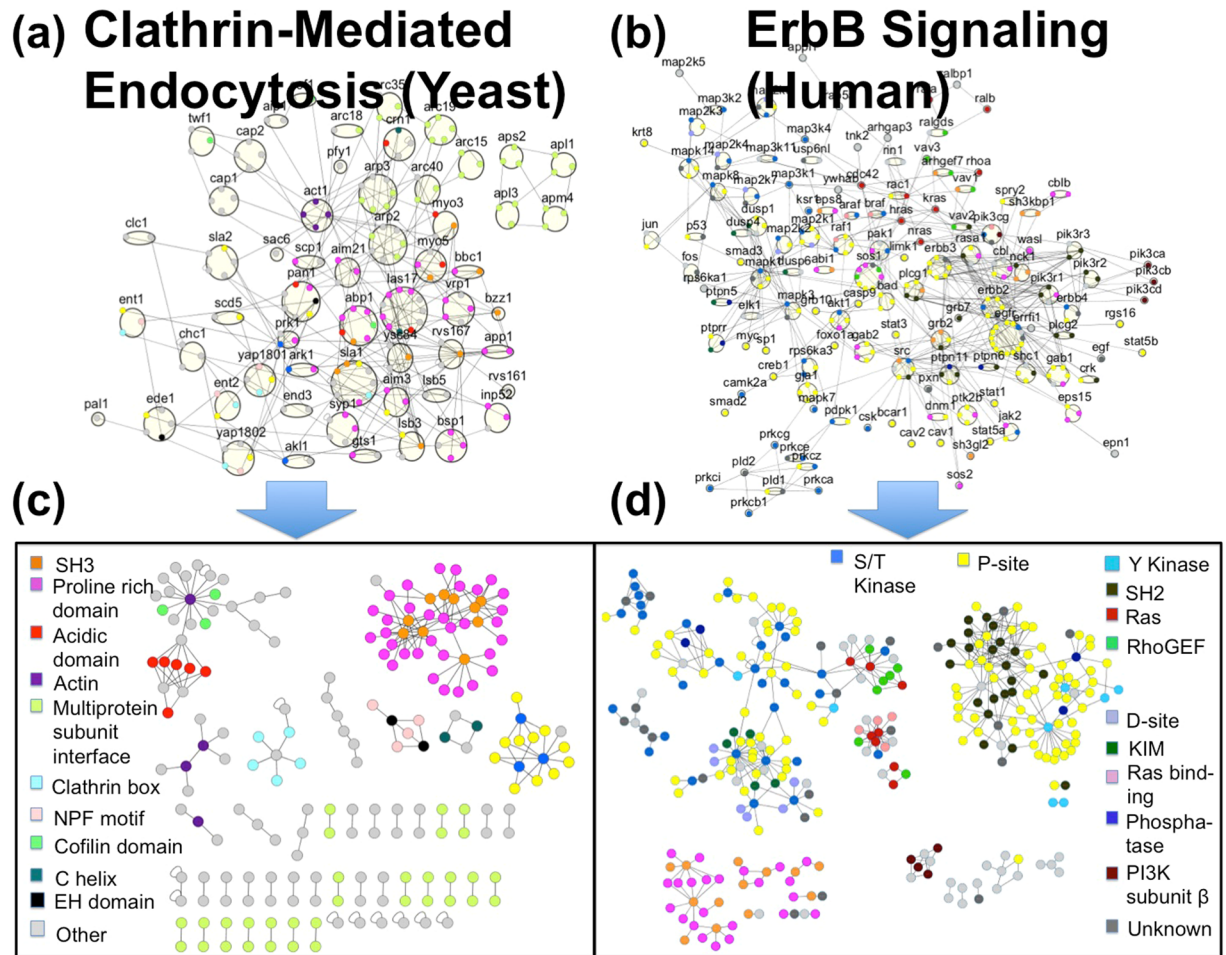 (a) Clathrin-Mediated
Endocytosis (Yeast)
twf1
cap2
arc18
crn1
arc19
arc35
pfy1
arc15
aps2
apl1
arp3
arc40
cap1
act1
apl3
apm4
myo3
arp2
clc1
sla2
sac6
scp1
aim21
myo5
bbc1
pan1
las17
vrp1
ent1
scd5
abp1
bzz1
prk1
chc1
rvs167
app1
yap1801
ark1
sla1
rvs161
ent2
aim3
lsb5
end3
inp52
pal1
ede1
syp1
lsb3
bsp1
yap1802
akl1
gts1
(b) ErbB Signaling
(Human)
map2k5
albp1
map3k2
ralb
map2k3
ralgds
krt8
map3k4
arhgap3
tnk2
vav3
mapk14
map2k4
map3k11
usp6nl
rin1
arhgef7
rhoa
mapk8
map2k7
map3k1
ywhab
cdc42
rac1
vav1
spry2
cblb
dusp1
ksr1
eps8
araf
braf
hras
kras
sh3kbp1
jun
p53
dusp4
map2k1
vav2
pik3cg
map2k2
raf1
pak1
nras
rasa1
wasl
pik3r3
fos
smad3
limk1
erbb3
cbl
nck1
pik3r2
pik3ca
rps6ka1
mapk1
dusp6
abi1
sos1
plcg1
pik3r1
pik3cb
ptpn5
bad
erbb2
erbb4
pik3cd
elk1
mapk3
grb10
akt1
casp9
grb7
egfr
errfi1
plcg2
rgs16
ptprr
myc
sp1
foxo1a
gab2
stat3
grb2
stat5b
rps6ka3
src
ptpn11
ptpn6
shc1
gab1
egf
creb1
gja1
crk
camk2a
pxn
stat1
smad2
mapk7
dnm1
ptk2b
eps15
pdpk1
csk
bcar1
jak2
cav2
cav1
stat5a
prkcg
sh3gl2
epn1
prkce
pld2
prkcz
prkci
pld1
prkca
sos2
prkcb1
(c)
SH3
Proline rich
domain
Acidic
domain
Actin
Multiprotein
subunit
interface
Clathrin box
NPF motif
Cofilin domain
C helix
EH domain
Other
(d)
S/T
Kinase
P-site
Y Kinase
SH2
Ras
RhoGEF
D-site
KIM
Ras bind-
ing
Phospha-
tase
PI3K
subunit β
Unknown